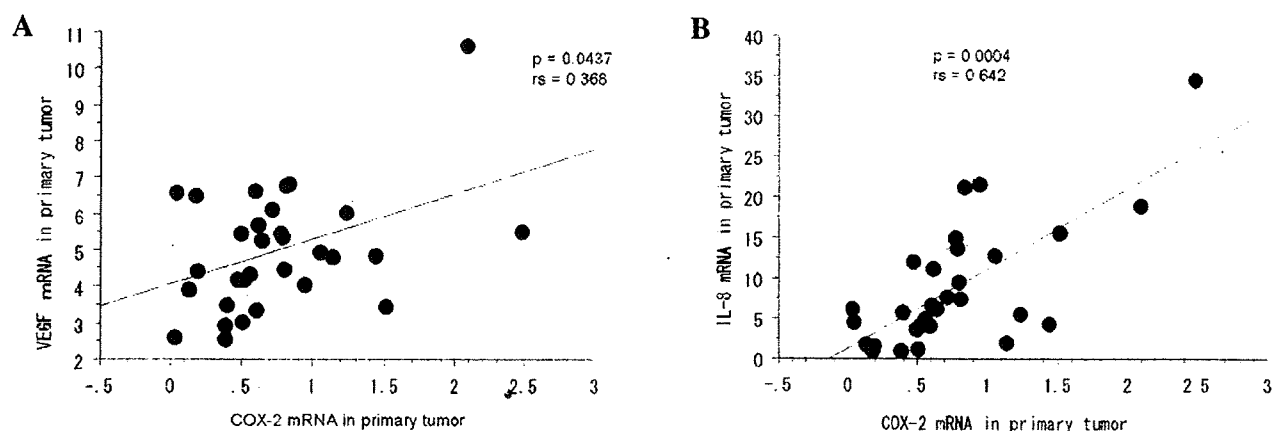 A
11
10
9
8
7
6
5
4
3
2
VEGF mRNA in primary tumor
p = 0.0437
rs = 0 368
-.5 0 .5 1 1.5 2 2.5 3
COX-2 mRNA in primary tumor
B
40
35
30
25
20
15
10
5
0
IL-8 mRNA in primary tumor
p = 0 0004
rs = 0 642
-.5 0 .5 1 1.5 2 2 5 3
COX-2 mRNA in primary tumor